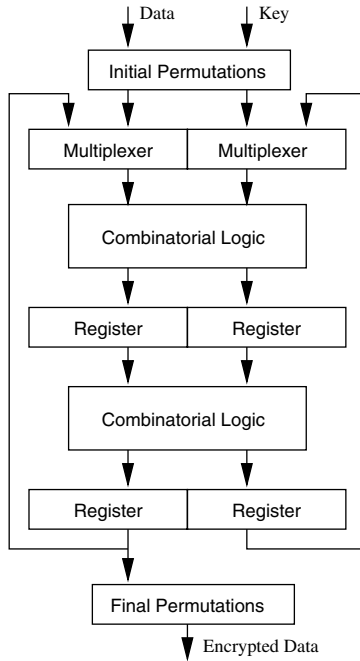 Data Key
Initial Permutations
Multiplexer Multiplexer
Combinatorial Logic
Register Register
Combinatorial Logic
Register Register
Final Permutations
Encrypted Data